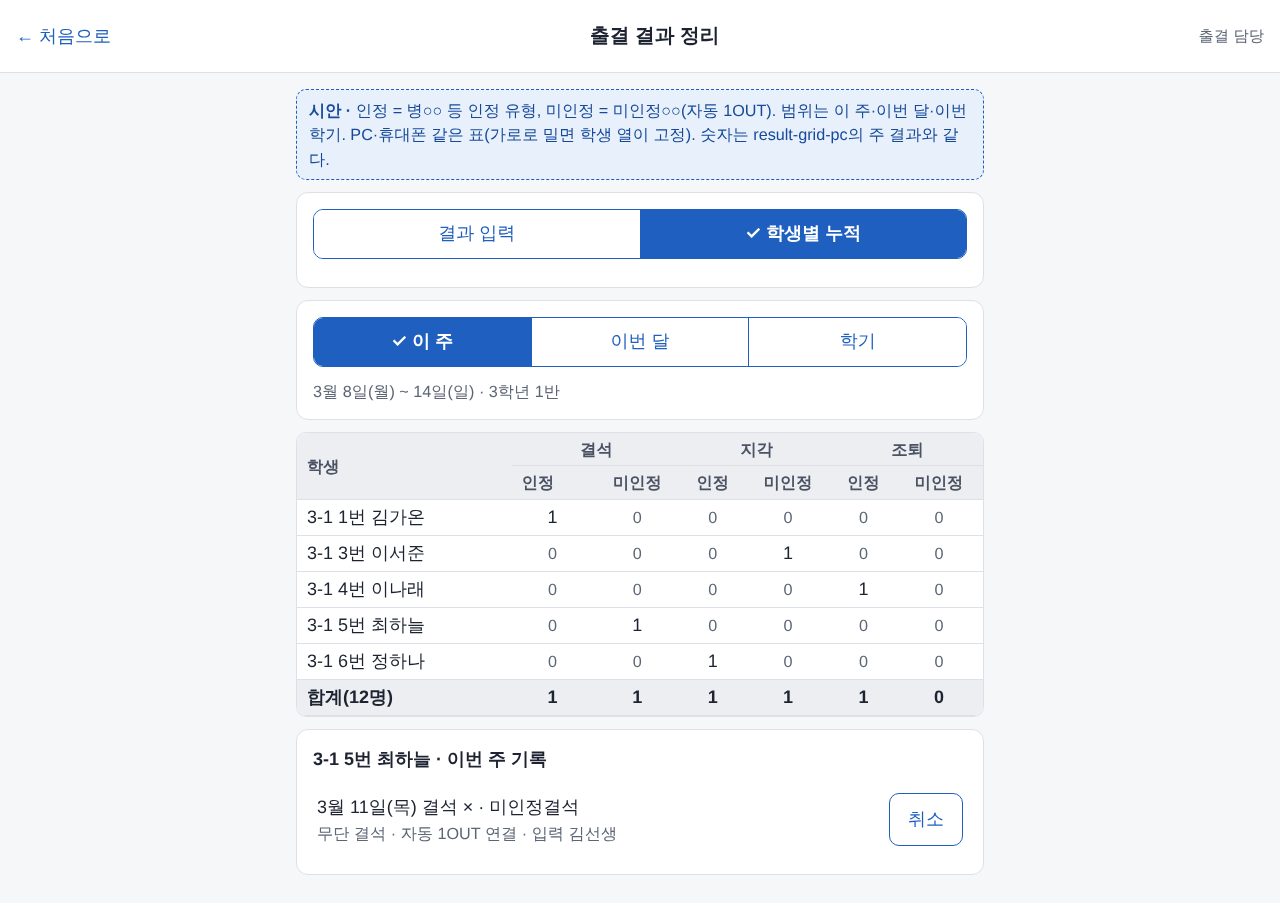 ← 처음으로
출결 결과 정리
출결 담당
시안 · 인정 = 병○○ 등 인정 유형, 미인정 = 미인정○○(자동 1OUT). 범위는 이 주·이번 달·이번
학기. PC·휴대폰 같은 표(가로로 밀면 학생 열이 고정). 숫자는 result-grid-pc의 주 결과와 같
다.
결과 입력
✓ 학생별 누적
✓ 이 주
이번 달
학기
3월 8일(월) ~ 14일(일) · 3학년 1반
학생 결석 지각 조퇴
인정 미인정 인정 미인정 인정 미인정
3-1 1번 김가온 1 0 0 0 0 0
3-1 3번 이서준 0 0 0 1 0 0
3-1 4번 이나래 0 0 0 0 1 0
3-1 5번 최하늘 0 1 0 0 0 0
3-1 6번 정하나 0 0 1 0 0 0
합계(12명) 1 1 1 1 1 0
3-1 5번 최하늘 · 이번 주 기록
3월 11일(목) 결석 × · 미인정결석
무단 결석 · 자동 1OUT 연결 · 입력 김선생
취소